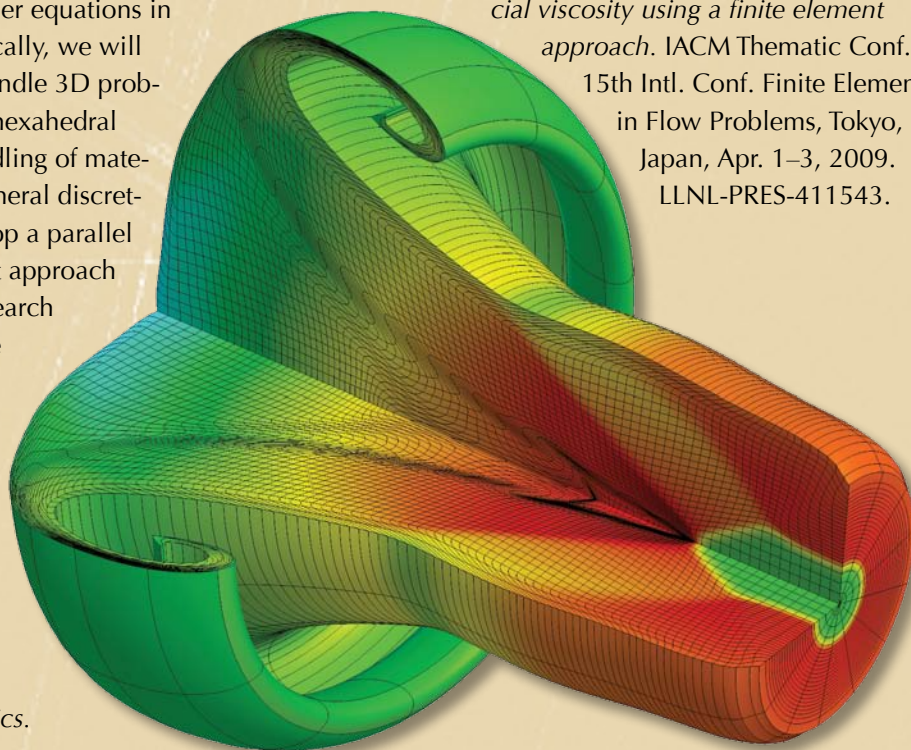 er equations in
cally, we will
ndle 3D prob-
hexahedral
dling of mate-
neral discret-
op a parallel
approach
earch
ics.
cial viscosity using a finite element
approach. IACM Thematic Conf.
15th Intl. Conf. Finite Elemen
in Flow Problems, Tokyo,
Japan, Apr. 1–3, 2009.
LLNL-PRES-411543.